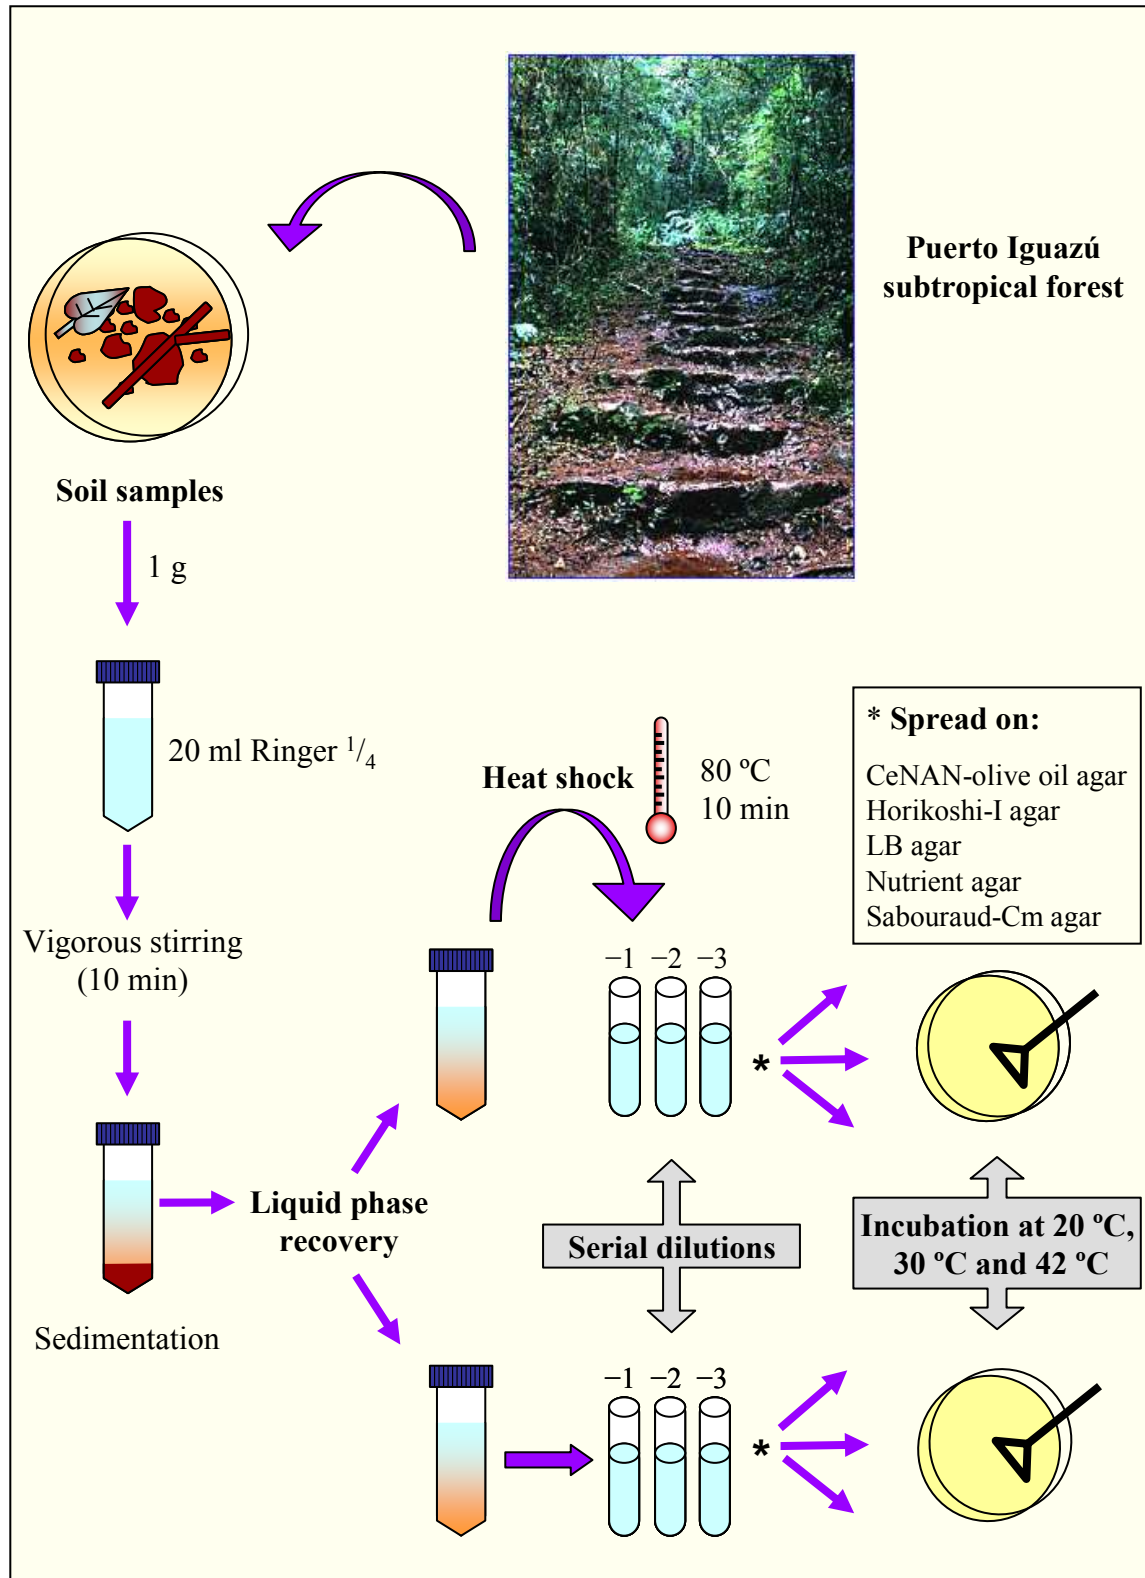 Puerto Iguazú
subtropical forest
Soil samples
1 g
20 ml Ringer 1/4
Vigorous stirring
(10 min)
Sedimentation
Liquid phase
recovery
Heat shock
80 ºC
10 min
* Spread on:
CeNAN-olive oil agar
Horikoshi-I agar
LB agar
Nutrient agar
Sabouraud-Cm agar
−1 −2 −3
*
Serial dilutions
Incubation at 20 ºC,
30 ºC and 42 ºC
−1 −2 −3
*